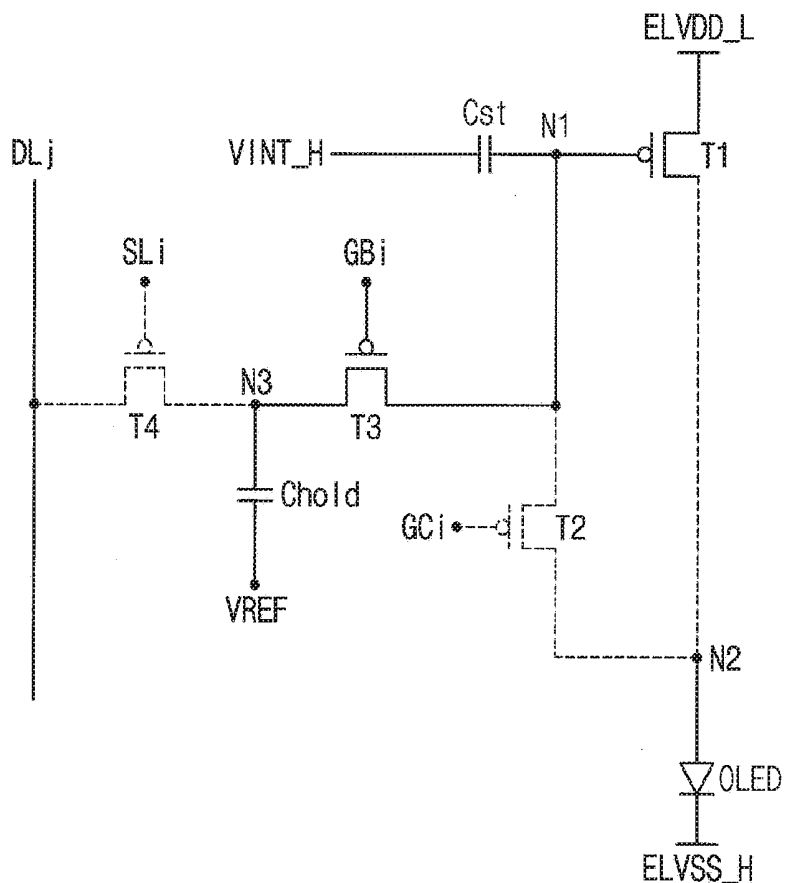 ELVDD_L
Cst
N1
DLj
VINT_H
T1
SLi
GBi
N3
T4
T3
Chold
GCi
T2
VREF
N2
OLED
ELVSS_H